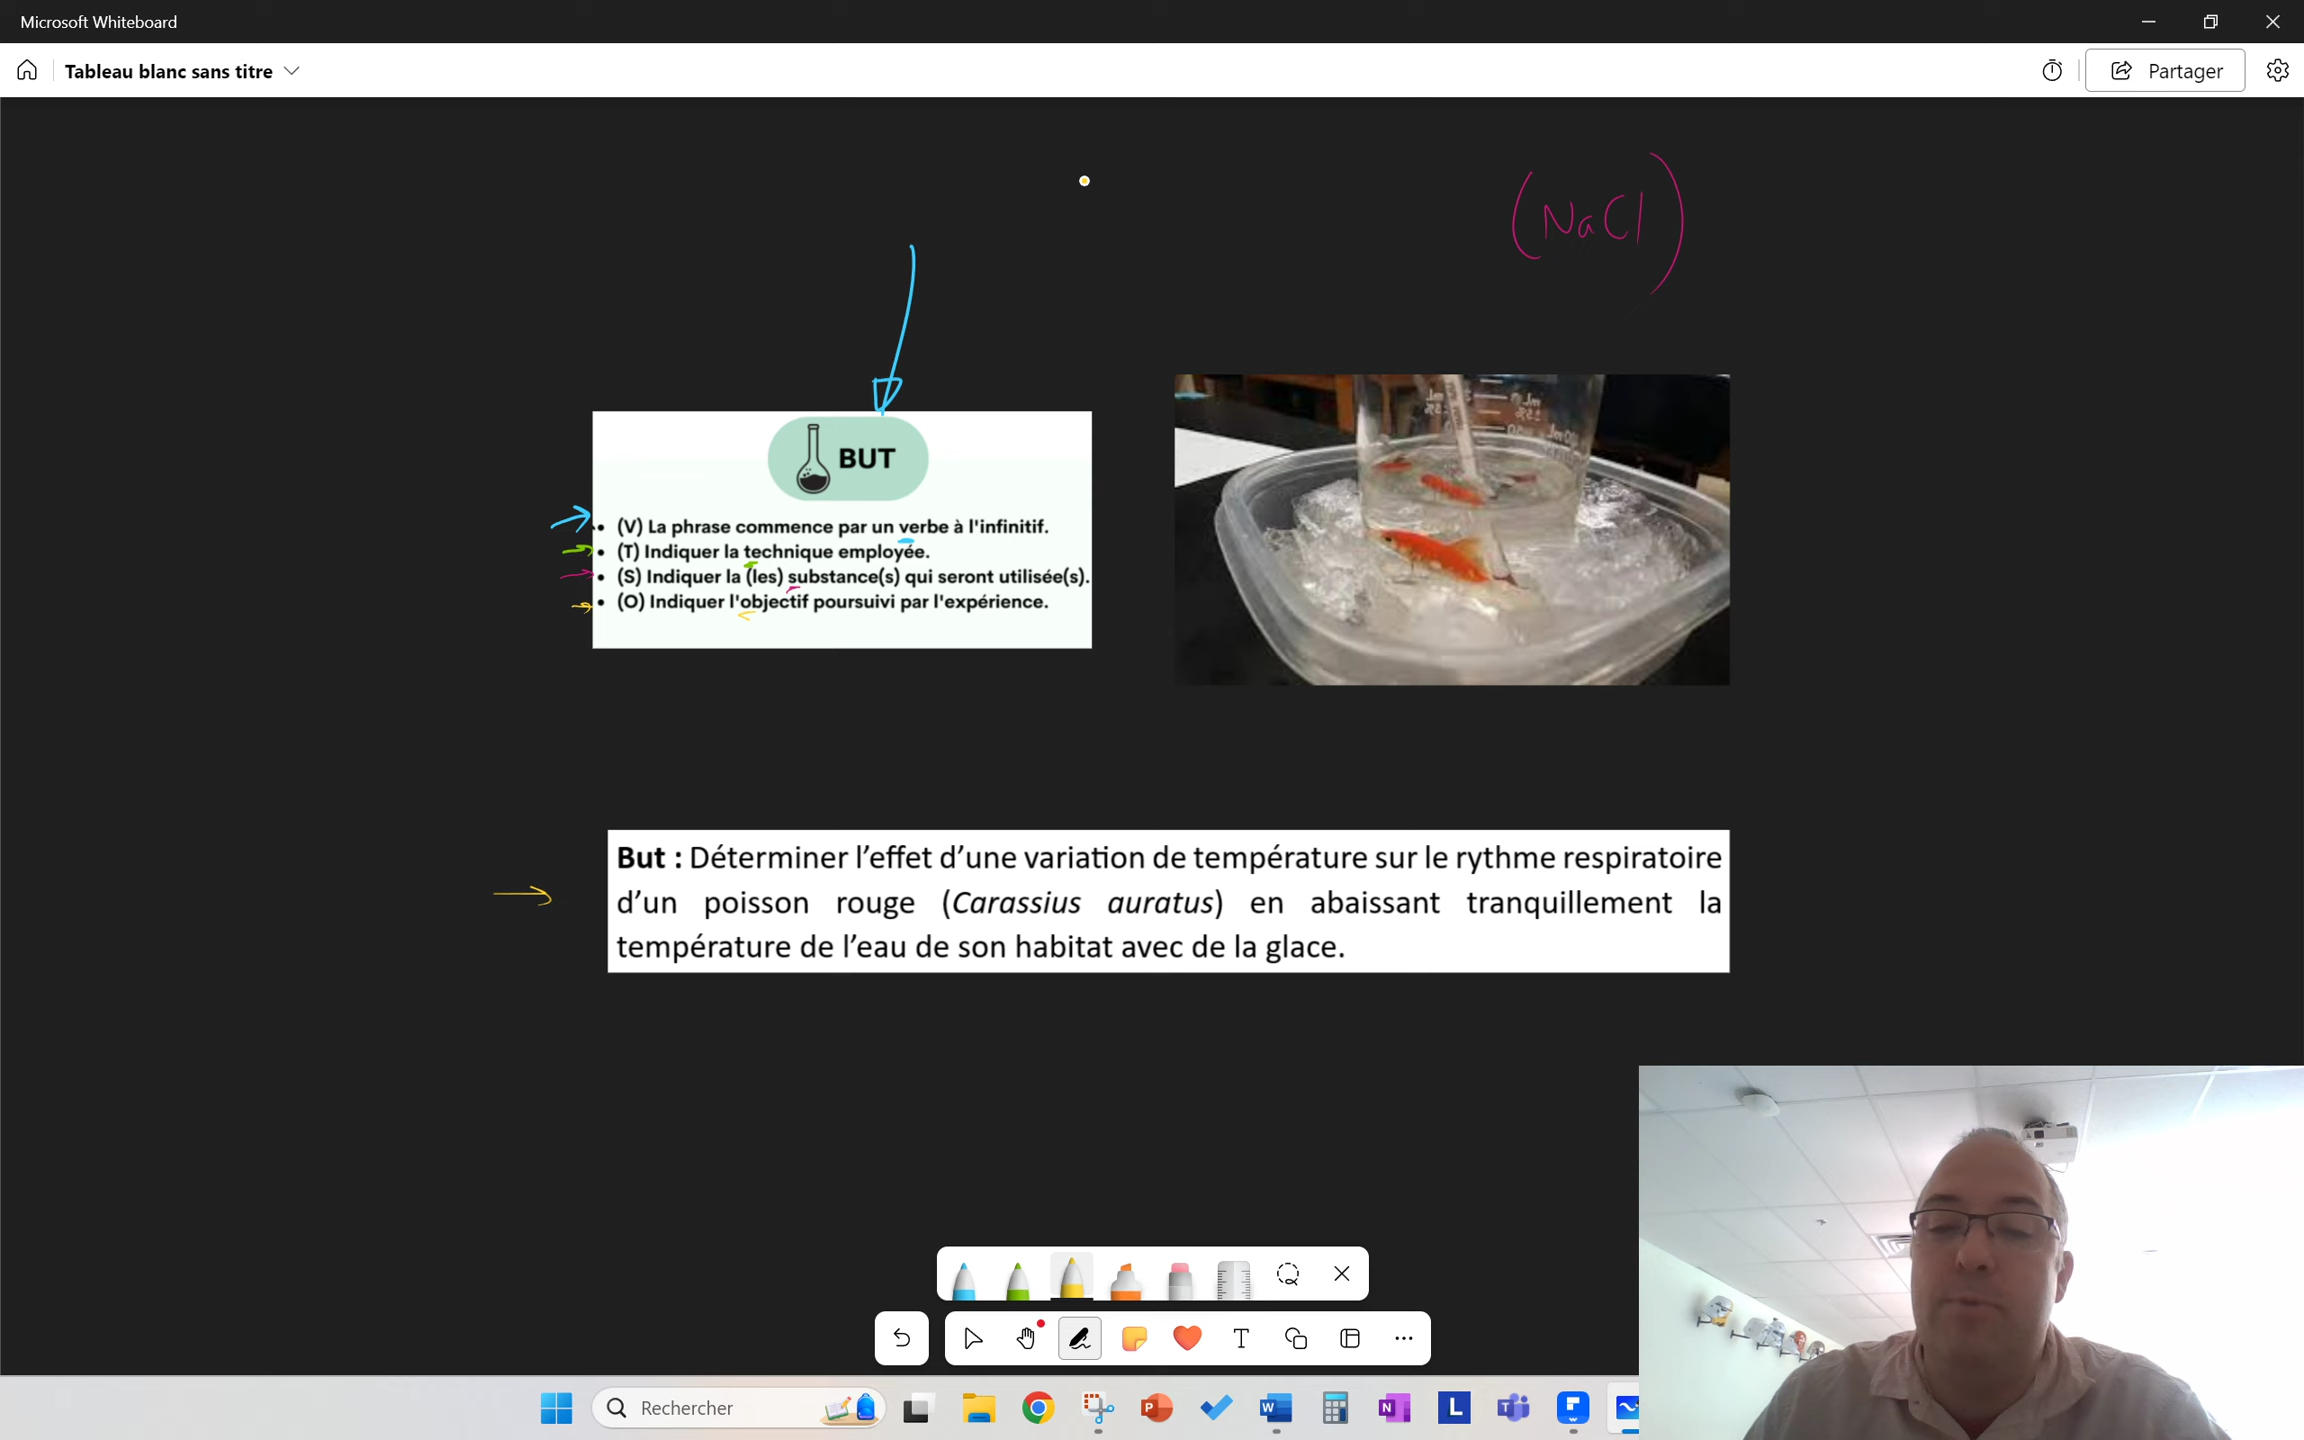 Microsoft Whiteboard
Tableau blanc sans titre
Partager
(NaCl)
BUT
• (V) La phrase commence par un verbe à l'infinitif.
• (T) Indiquer la technique employée.
• (S) Indiquer la (les) substance(s) qui seront utilisée(s).
• (O) Indiquer l'objectif poursuivi par l'expérience.
But : Déterminer l’effet d’une variation de température sur le rythme respiratoire
d’un poisson rouge (Carassius auratus) en abaissant tranquillement la
température de l’eau de son habitat avec de la glace.
Rechercher